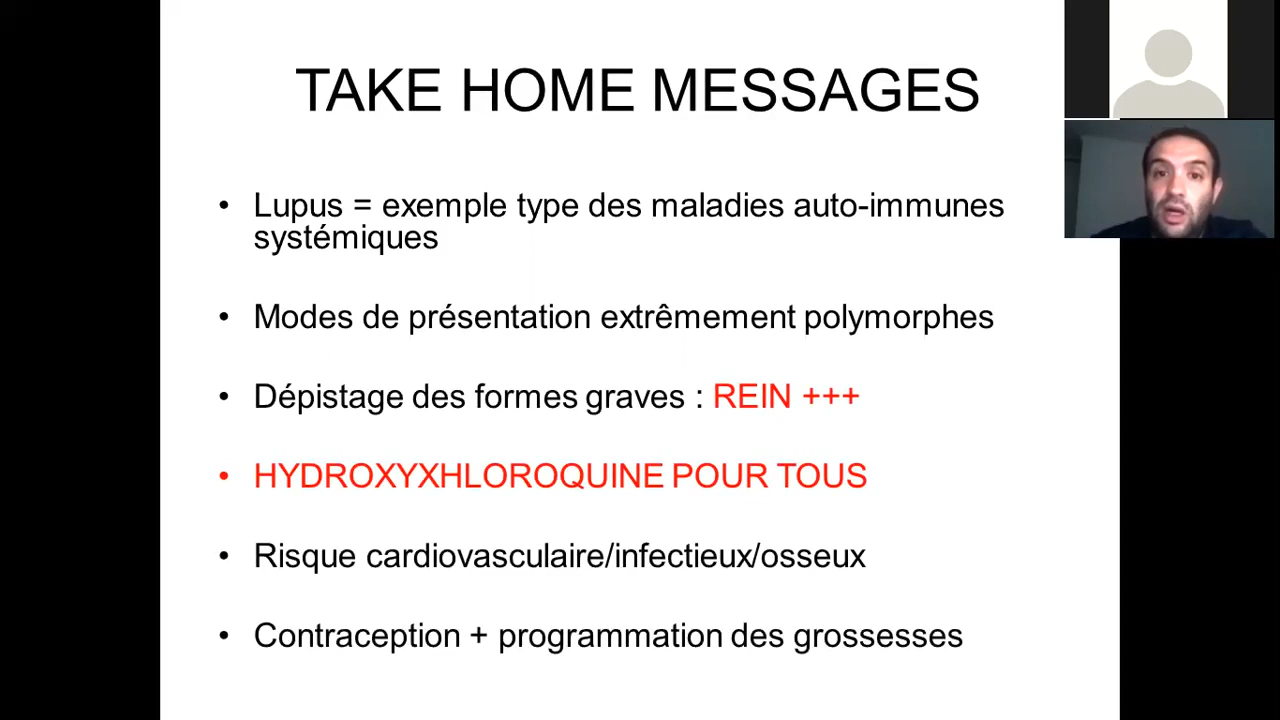 TAKE HOME MESSAGES
• Lupus = exemple type des maladies auto-immunes
systémiques
• Modes de présentation extrêmement polymorphes
• Dépistage des formes graves : REIN +++
• HYDROXYXHLOROQUINE POUR TOUS
• Risque cardiovasculaire/infectieux/osseux
• Contraception + programmation des grossesses